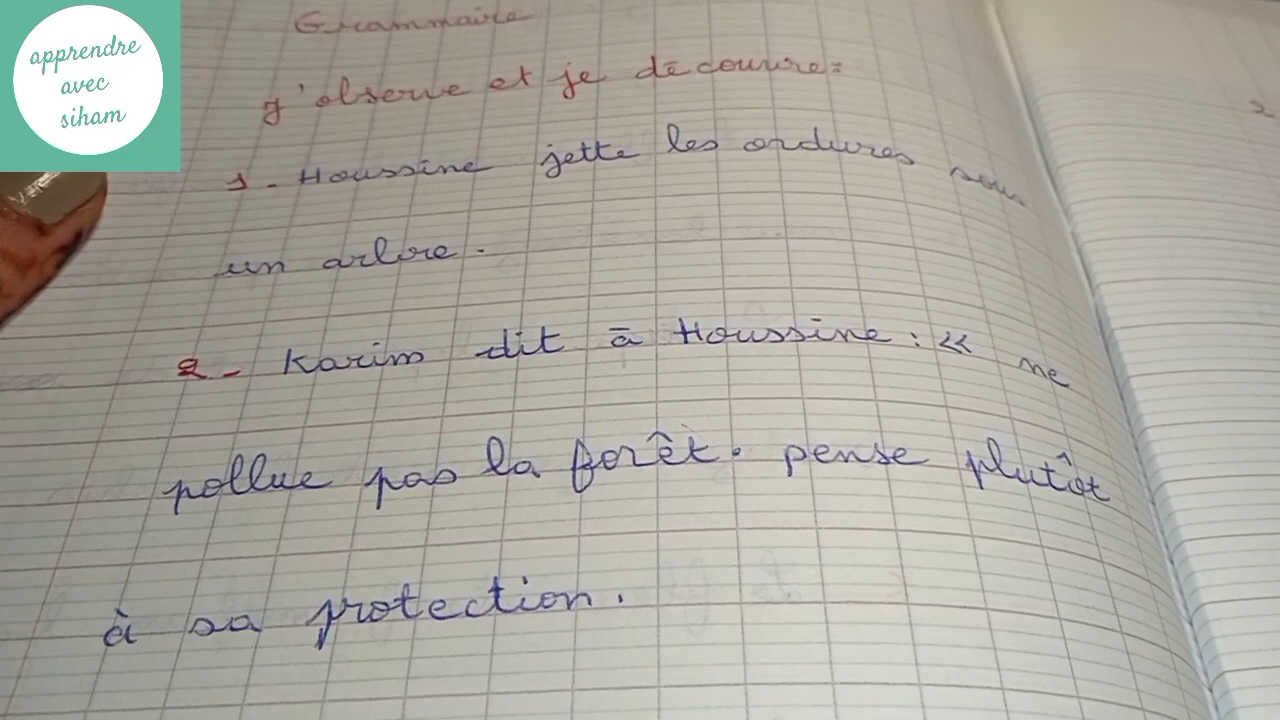 apprendre
avec
siham
Grammaire
J'observe et je découvre:
1- Houssine jette les ordures sous
un arbre.
2- Karim dit à Houssine: « ne
pollue pas la forêt. pense plutôt
à sa protection.
2